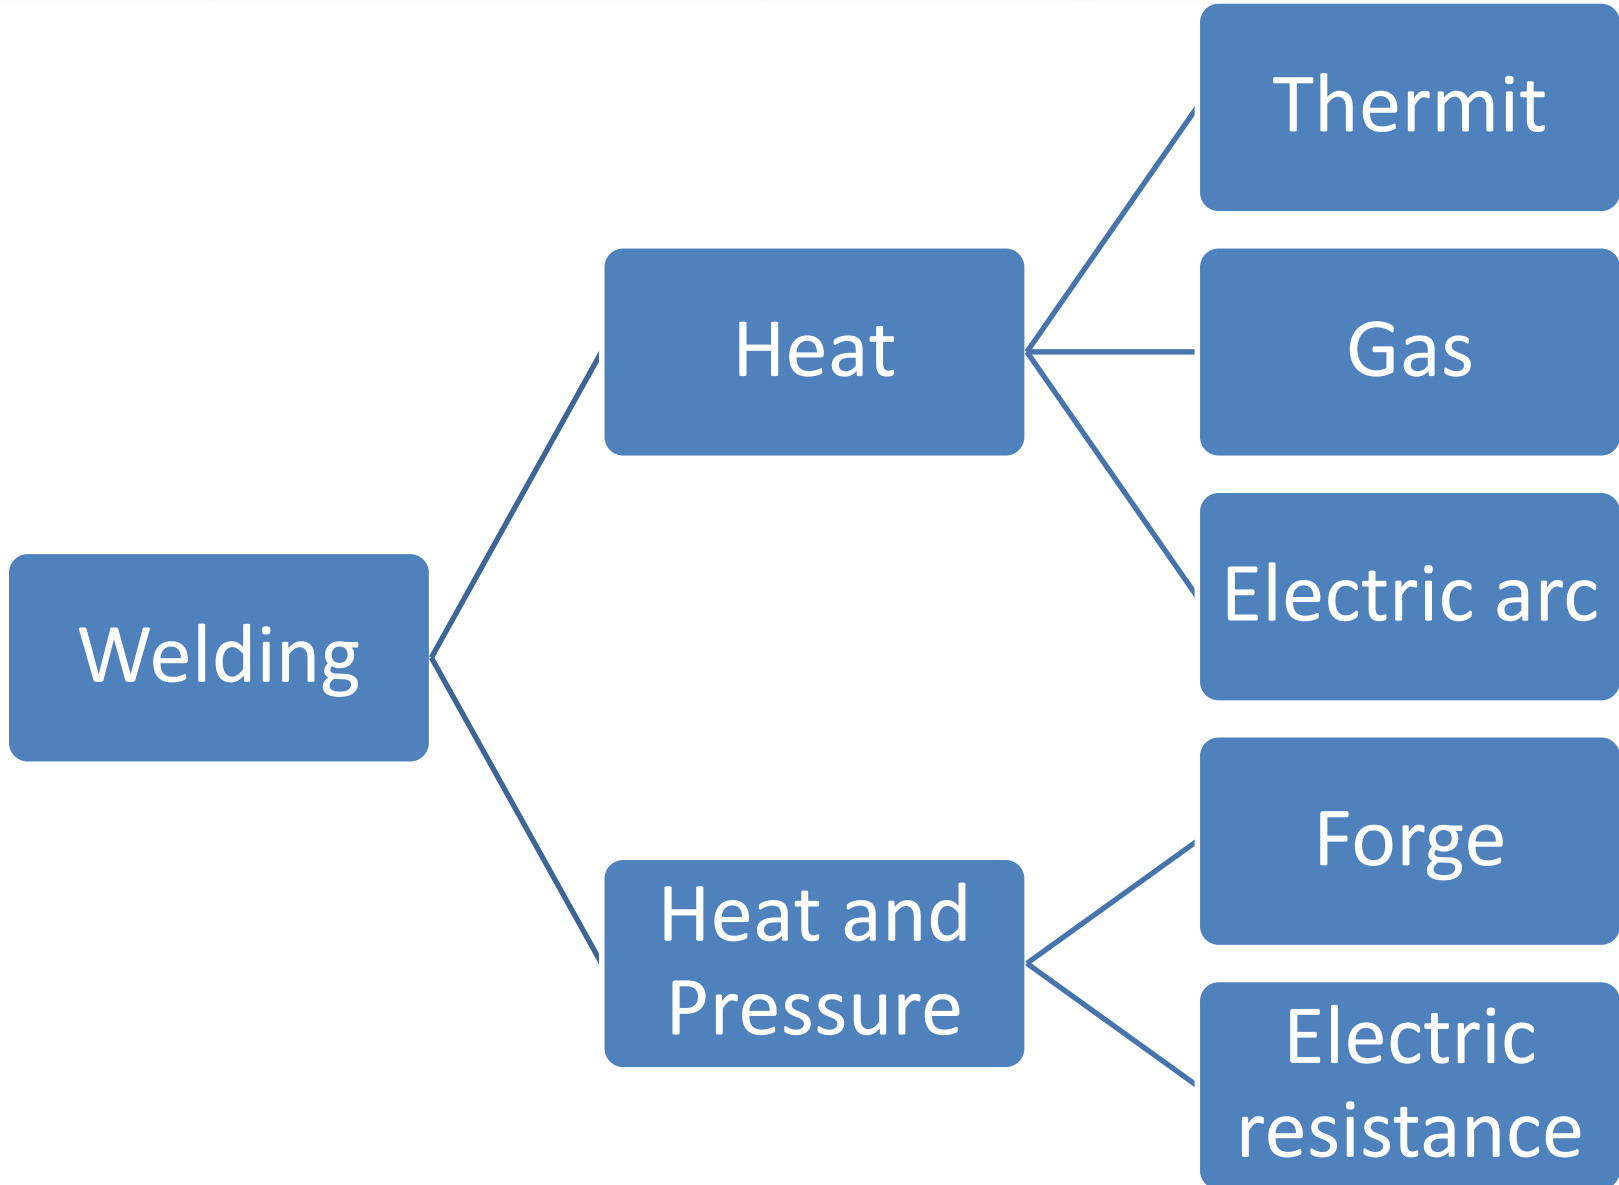 Welding
Heat
Thermit
Gas
Electric arc
Heat and
Pressure
Forge
Electric
resistance